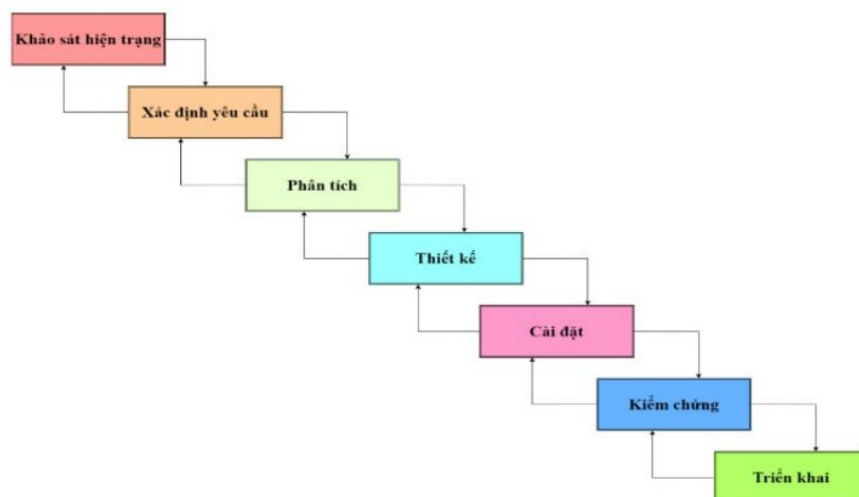 Khảo sát hiện trạng
Xác định yêu cầu
Phân tích
Thiết kế
Cài đặt
Kiểm chứng
Triển khai